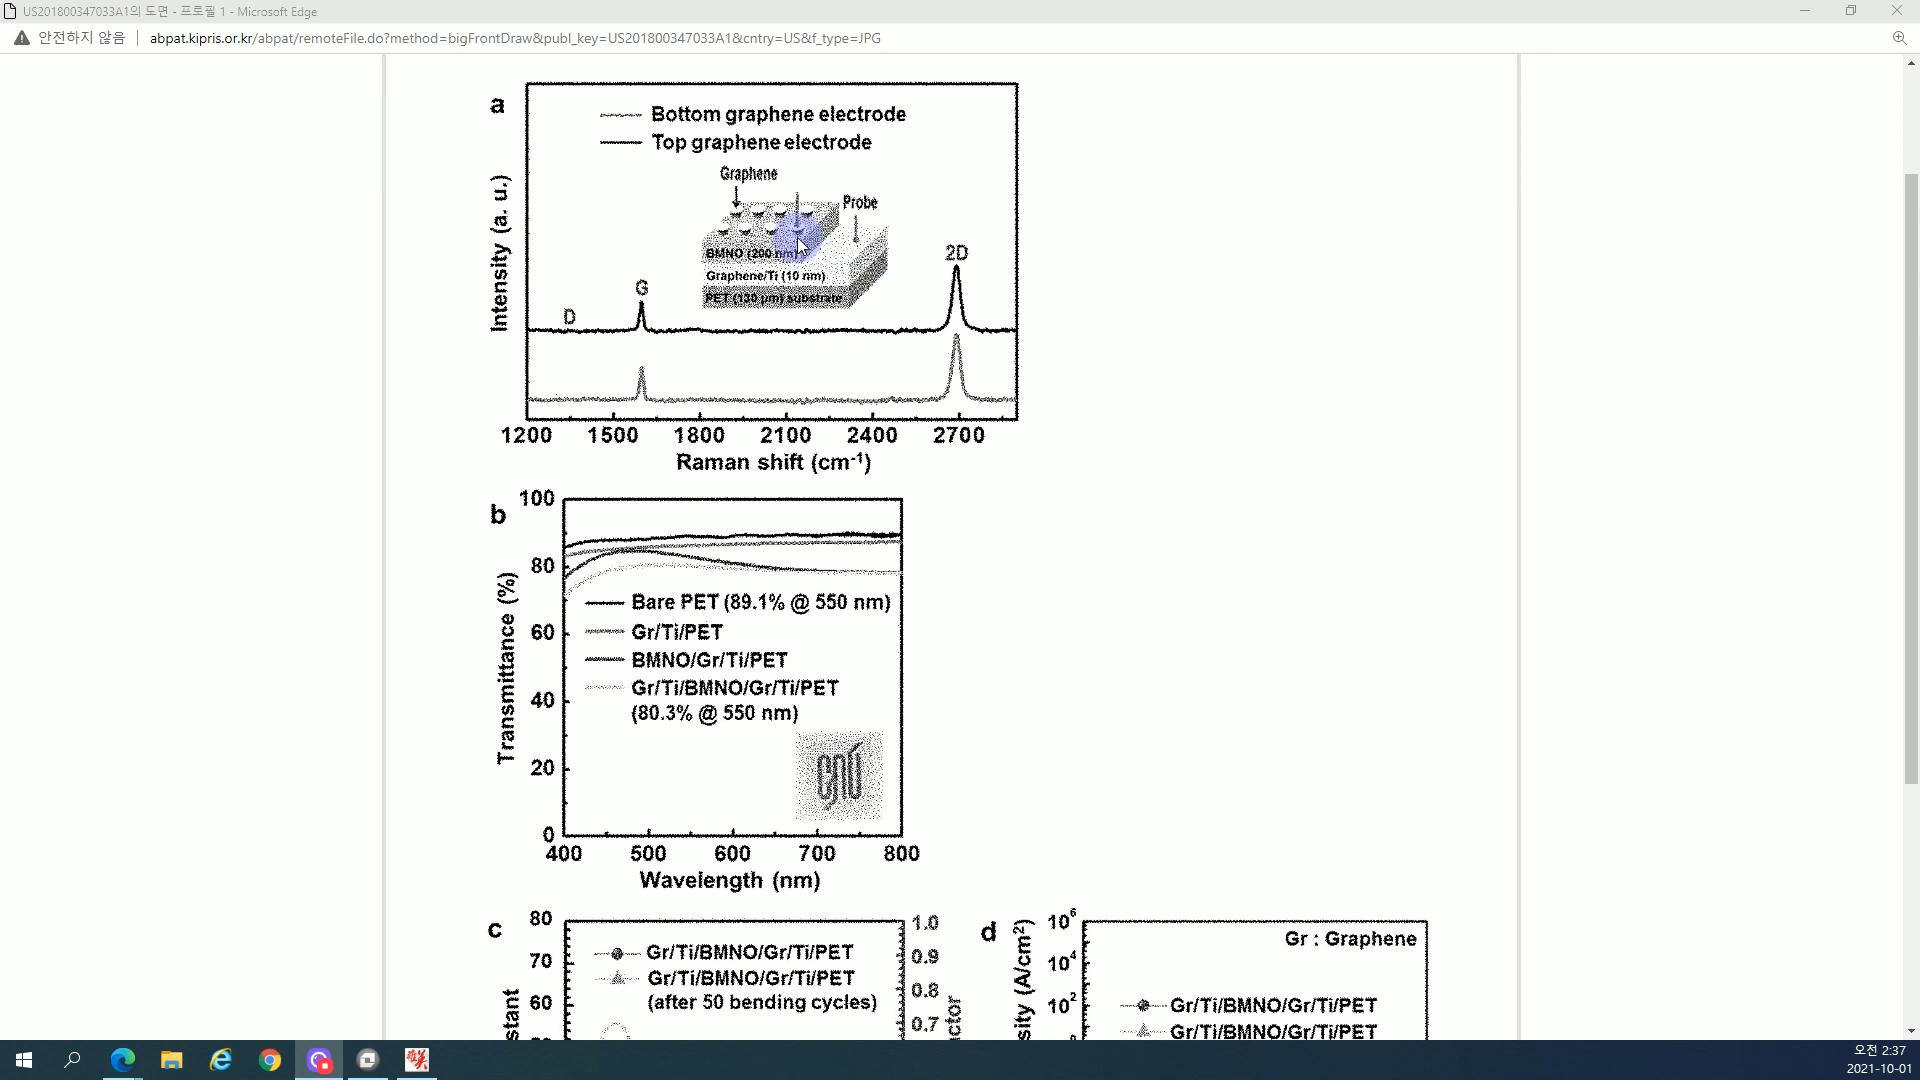 US201800347033A1의 도면 - 프로필 1 - Microsoft Edge
안전하지 않음
abpat.kipris.or.kr/abpat/remoteFile.do?method=bigFrontDraw&publ_key=US201800347033A1&cntry=US&f_type=JPG
a
Bottom graphene electrode
Top graphene electrode
Graphene
Probe
BMNO (200 nm)
Graphene/Ti (10 nm)
PET (130 μm) substrate
D
G
2D
Intensity (a. u.)
1200 1500 1800 2100 2400 2700
Raman shift (cm-1)
b
100
80
60
40
20
0
Transmittance (%)
Bare PET (89.1% @ 550 nm)
Gr/Ti/PET
BMNO/Gr/Ti/PET
Gr/Ti/BMNO/Gr/Ti/PET
(80.3% @ 550 nm)
gnu
400 500 600 700 800
Wavelength (nm)
c
80
70
60
stant
Gr/Ti/BMNO/Gr/Ti/PET
Gr/Ti/BMNO/Gr/Ti/PET
(after 50 bending cycles)
1.0
0.9
0.8
0.7
ctor
d
sity (A/cm2)
10^6
10^4
10^2
Gr : Graphene
Gr/Ti/BMNO/Gr/Ti/PET
Gr/Ti/BMNO/Gr/Ti/PET
오전 2:37
2021-10-01